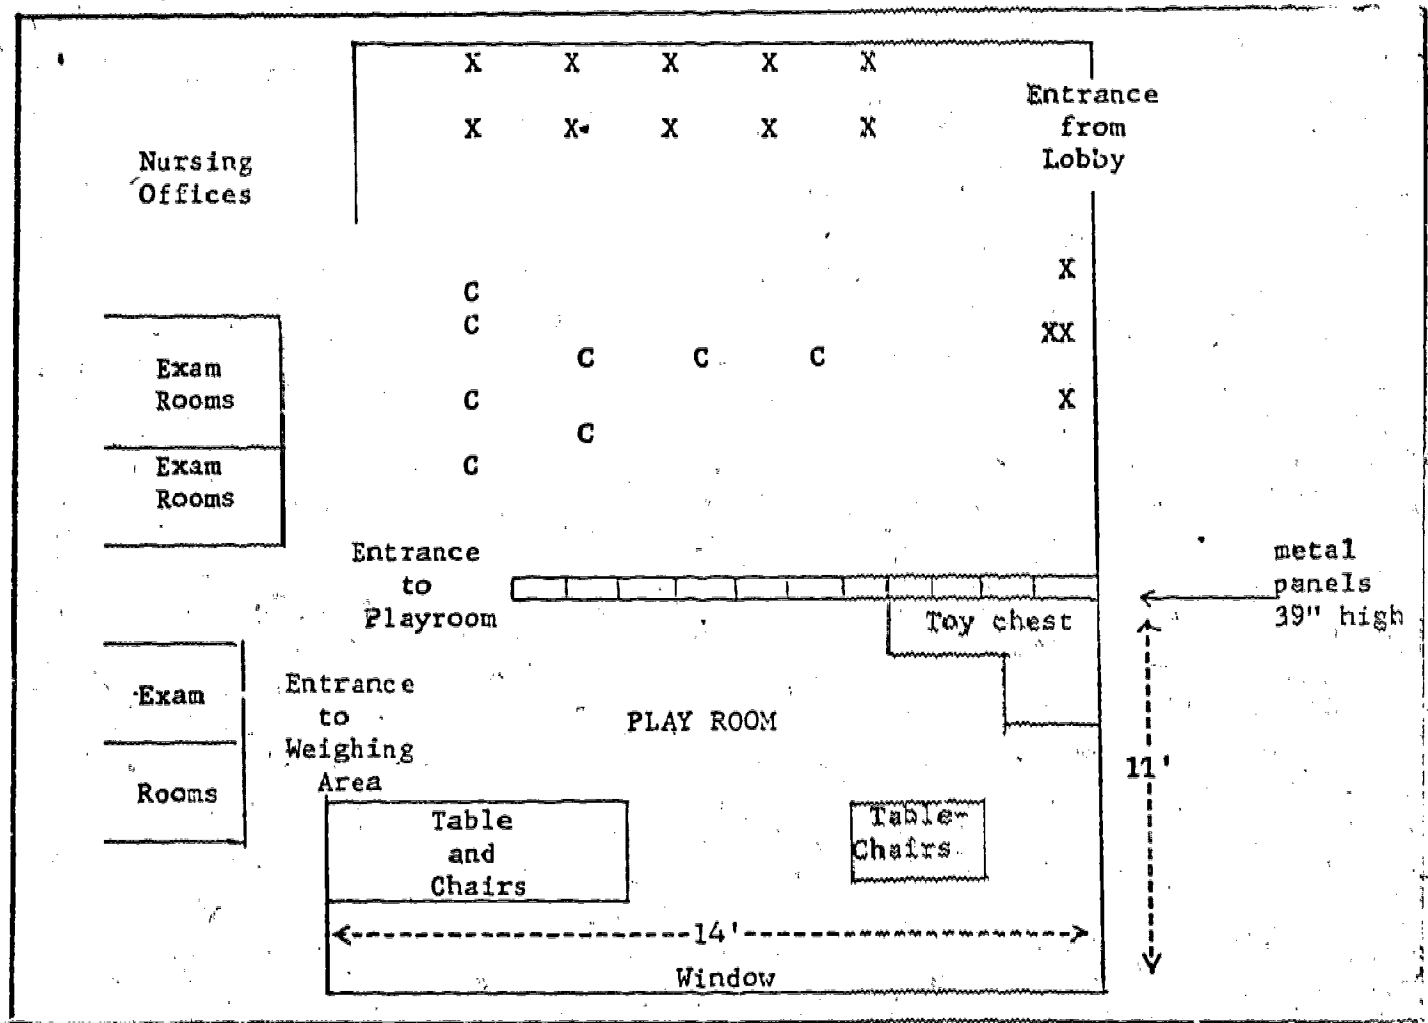 X X X X X
Entrance
from
Lobby
X X X X X
Nursing
Offices
X
XX
X
C
C
C C C
C
C
C
Exam
Rooms
Exam
Rooms
Entrance
to
Playroom
metal
panels
39" high
Toy chest
Exam
Rooms
Entrance
to
Weighing
Area
PLAY ROOM
11'
Table
and
Chairs
Table-
Chairs
14'
Window